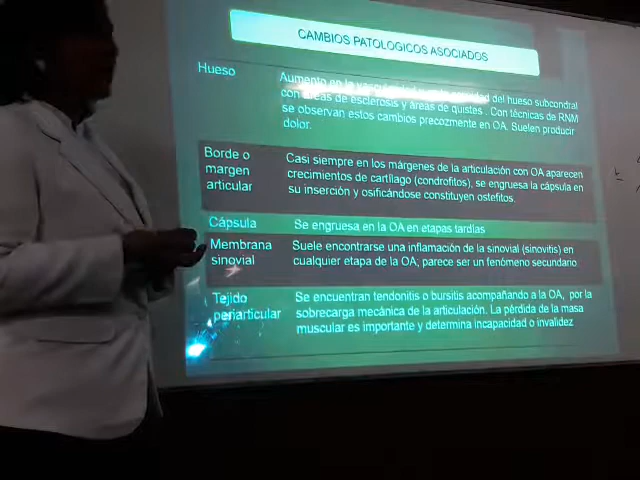 CAMBIOS PATOLOGICOS ASOCIADOS
Hueso
Aumento en la vascularidad y en la del hueso subcondral
con áreas de esclerosis y áreas de quistes. Con técnicas de RNM
se observan estos cambios precozmente en OA. Suelen producir
dolor.
Borde o
margen
articular
Casi siempre en los márgenes de la articulación con OA aparecen
crecimientos de cartílago (condrofitos), se engruesa la cápsula en
su inserción y osificándose constituyen ostefitos.
Cápsula
Se engruesa en la OA en etapas tardías
Membrana
sinovial
Suele encontrarse una inflamación de la sinovial (sinovitis) en
cualquier etapa de la OA; parece ser un fenómeno secundario
Tejido
periarticular
Se encuentran tendonitis o bursitis acompañando a la OA, por la
sobrecarga mecánica de la articulación. La pérdida de la masa
muscular es importante y determina incapacidad o invalidez